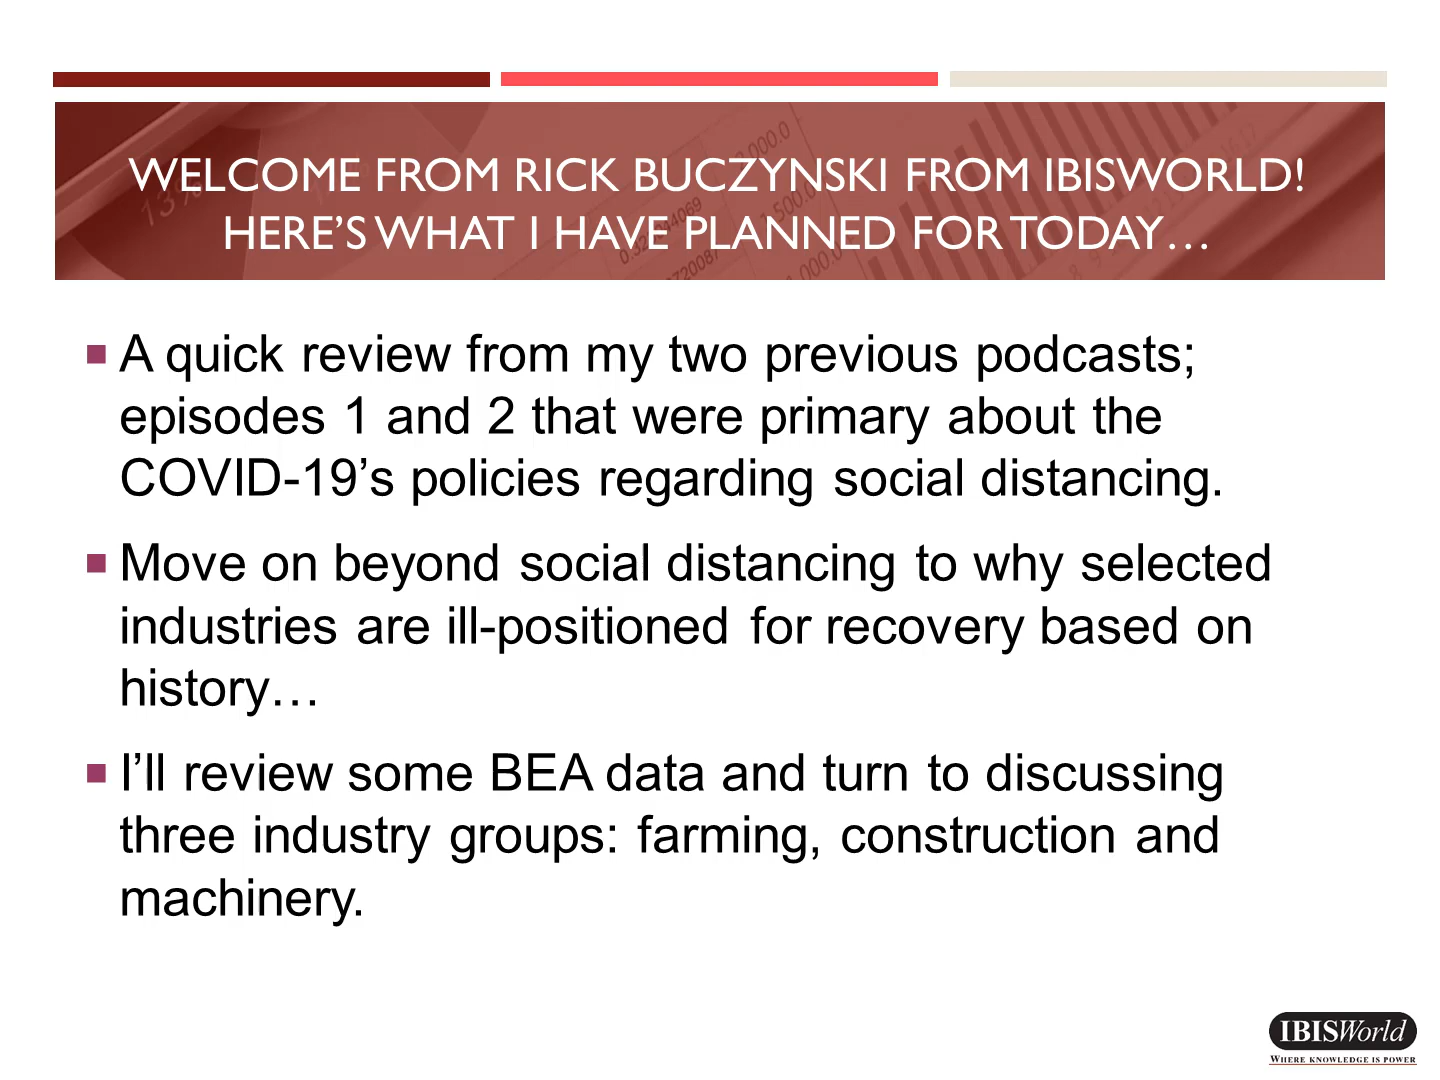 WELCOME FROM RICK BUCZYNSKI FROM IBISWORLD!
HERE’S WHAT I HAVE PLANNED FOR TODAY…
A quick review from my two previous podcasts;
episodes 1 and 2 that were primary about the
COVID-19’s policies regarding social distancing.
Move on beyond social distancing to why selected
industries are ill-positioned for recovery based on
history…
I’ll review some BEA data and turn to discussing
three industry groups: farming, construction and
machinery.
IBISWorld
WHERE KNOWLEDGE IS POWER